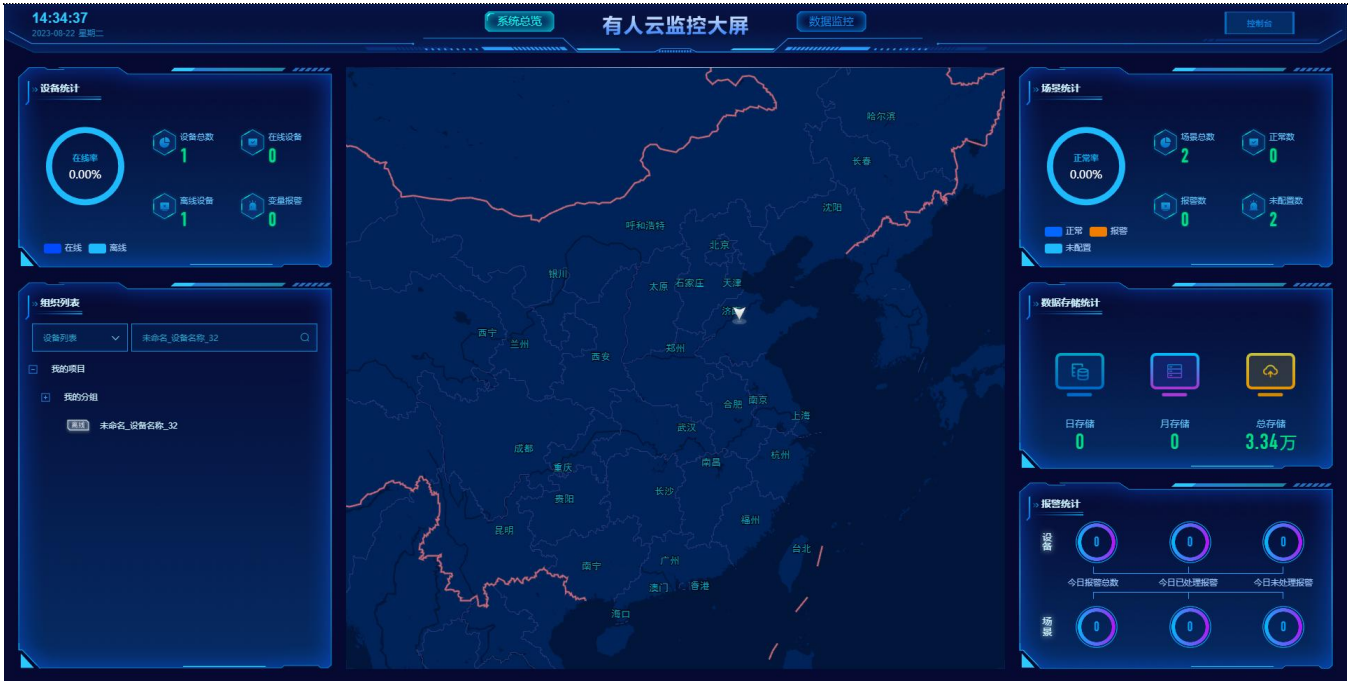 14:34:37
2023-08-22 星期二
系统总览
有人云监控大屏
数据监控
控制台
设备统计
在线率
0.00%
设备总数
1
在线设备
0
离线设备
1
变量报警
0
在线 离线
组织列表
设备列表
未命名_设备名称_32
我的项目
我的分组
离线 未命名_设备名称_32
哈尔滨
长春
沈阳
呼和浩特
北京
银川
太原 石家庄 天津
济
西宁
兰州
西安
郑州
合肥 南京
上海
武汉
成都
重庆
南昌
杭州
贵阳
长沙
昆明
福州
台北
南宁
广州
澳门 香港
海口
场景统计
正常率
0.00%
场景总数
2
正常数
0
报警数
0
未配置数
2
正常 报警
未配置
数据存储统计
日存储
0
月存储
0
总存储
3.34万
报警统计
设备
0 0 0
今日报警总数 今日已处理报警 今日未处理报警
场景
0 0 0